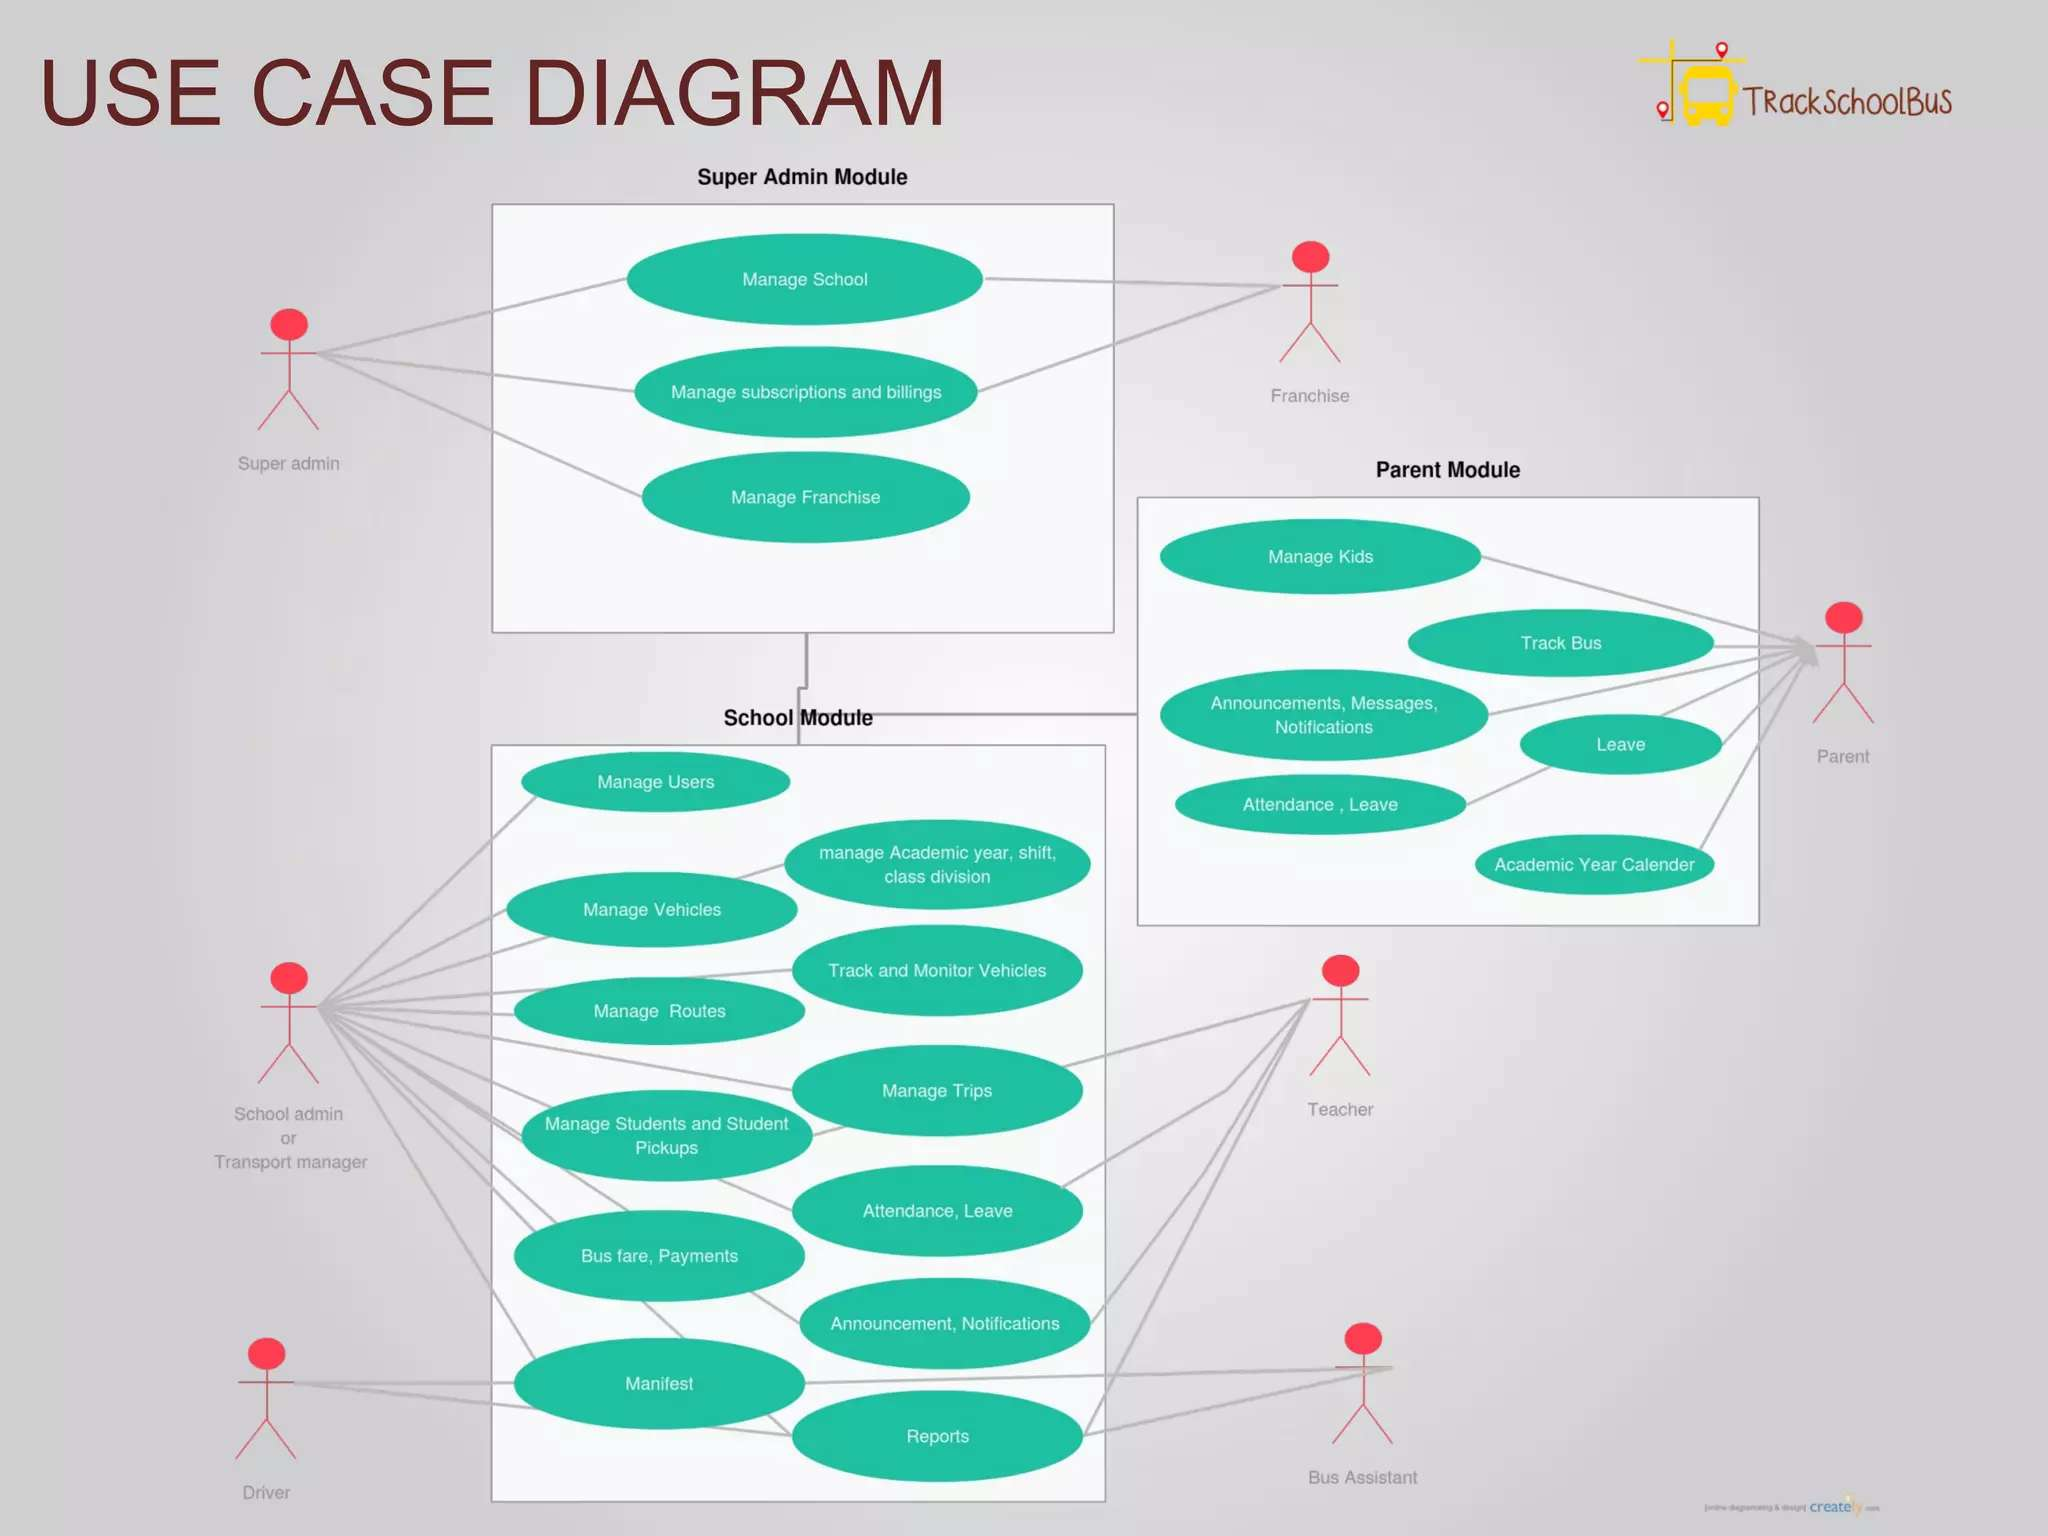 USE CASE DIAGRAM
TrackSchoolBus
Super Admin Module
Manage School
Manage subscriptions and billings
Manage Franchise
Super admin
Franchise
Parent Module
Manage Kids
Track Bus
Announcements, Messages,
Notifications
Leave
Attendance , Leave
Academic Year Calender
Parent
School Module
Manage Users
manage Academic year, shift,
class division
Manage Vehicles
Track and Monitor Vehicles
Manage  Routes
Manage Trips
Manage Students and Student
Pickups
Attendance, Leave
Bus fare, Payments
Announcement, Notifications
Manifest
Reports
School admin
or
Transport manager
Teacher
Driver
Bus Assistant
[online diagramming & design] creately.com